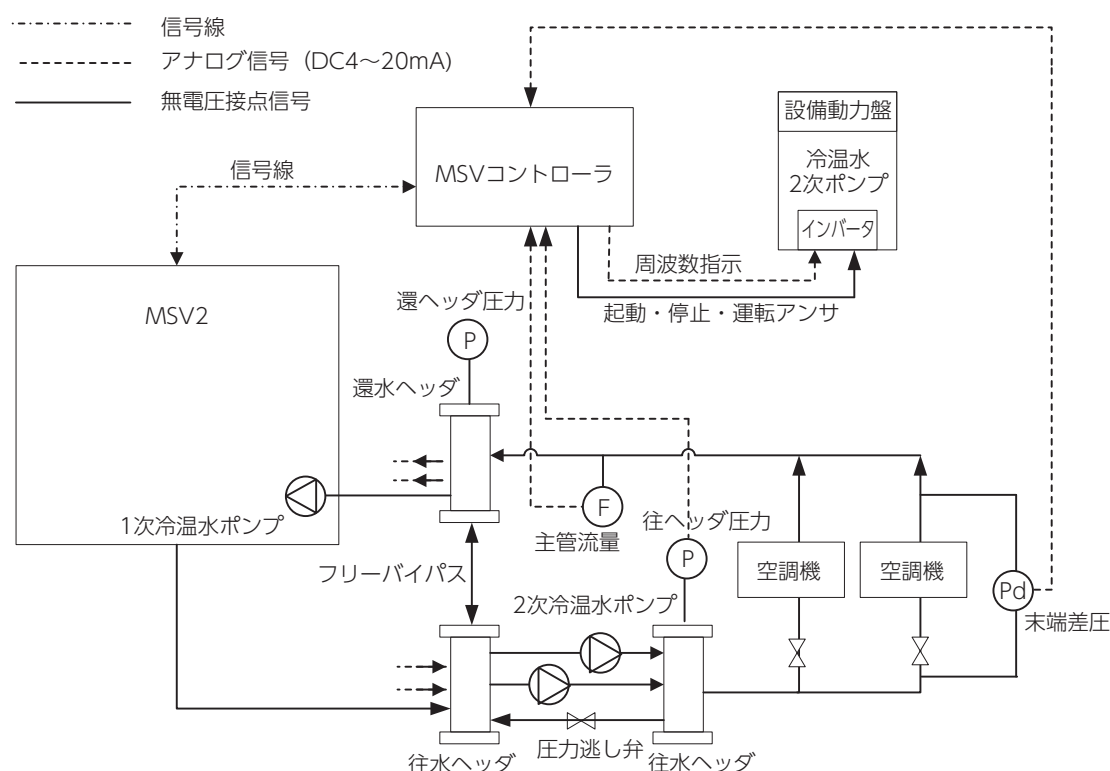 信号線
アナログ信号（DC4～20mA)
無電圧接点信号
設備動力盤
冷温水
2次ポンプ
インバータ
MSVコントローラ
信号線
周波数指示
起動・停止・運転アンサ
MSV2
還ヘッダ圧力
P
還水ヘッダ
1次冷温水ポンプ
F
主管流量
往ヘッダ圧力
P
フリーバイパス
空調機
空調機
Pd
末端差圧
2次冷温水ポンプ
圧力逃し弁
往水ヘッダ
往水ヘッダ